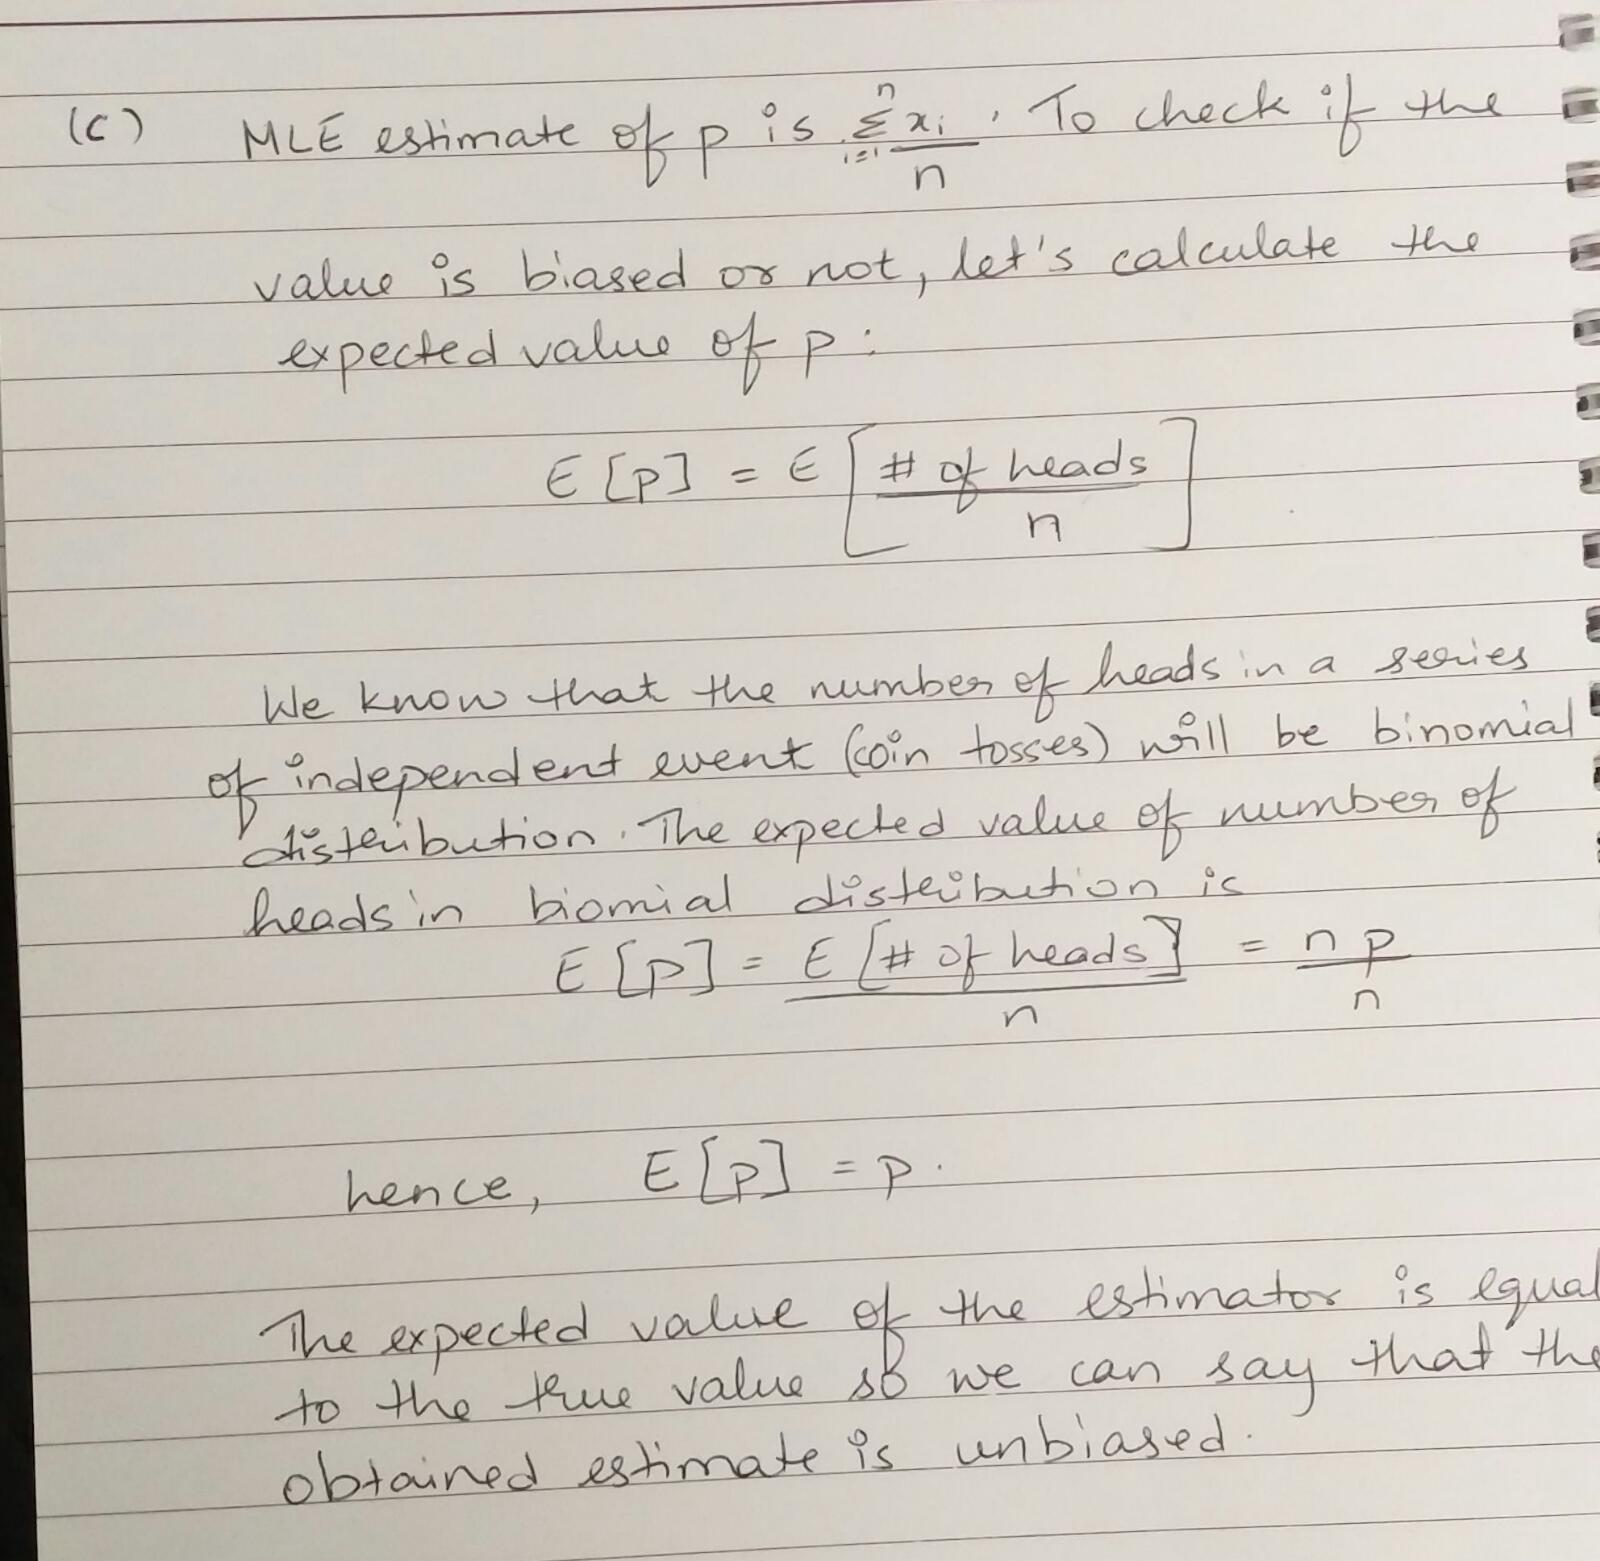 (c) MLE estimate of p is \sum_{i=1}^{n} \frac{x_i}{n}. To check if the
value is biased or not, let's calculate the
expected value of p:
E[p] = E[\frac{# of heads}{n}]
We know that the number of heads in a series
of independent event (coin tosses) will be binomial
distribution. The expected value of number of
heads in biomial distribution is
E[p] = \frac{E[# of heads]}{n} = \frac{np}{n}
hence, E[p] = p.
The expected value of the estimator is equal
to the true value so we can say that the
obtained estimate is unbiased.